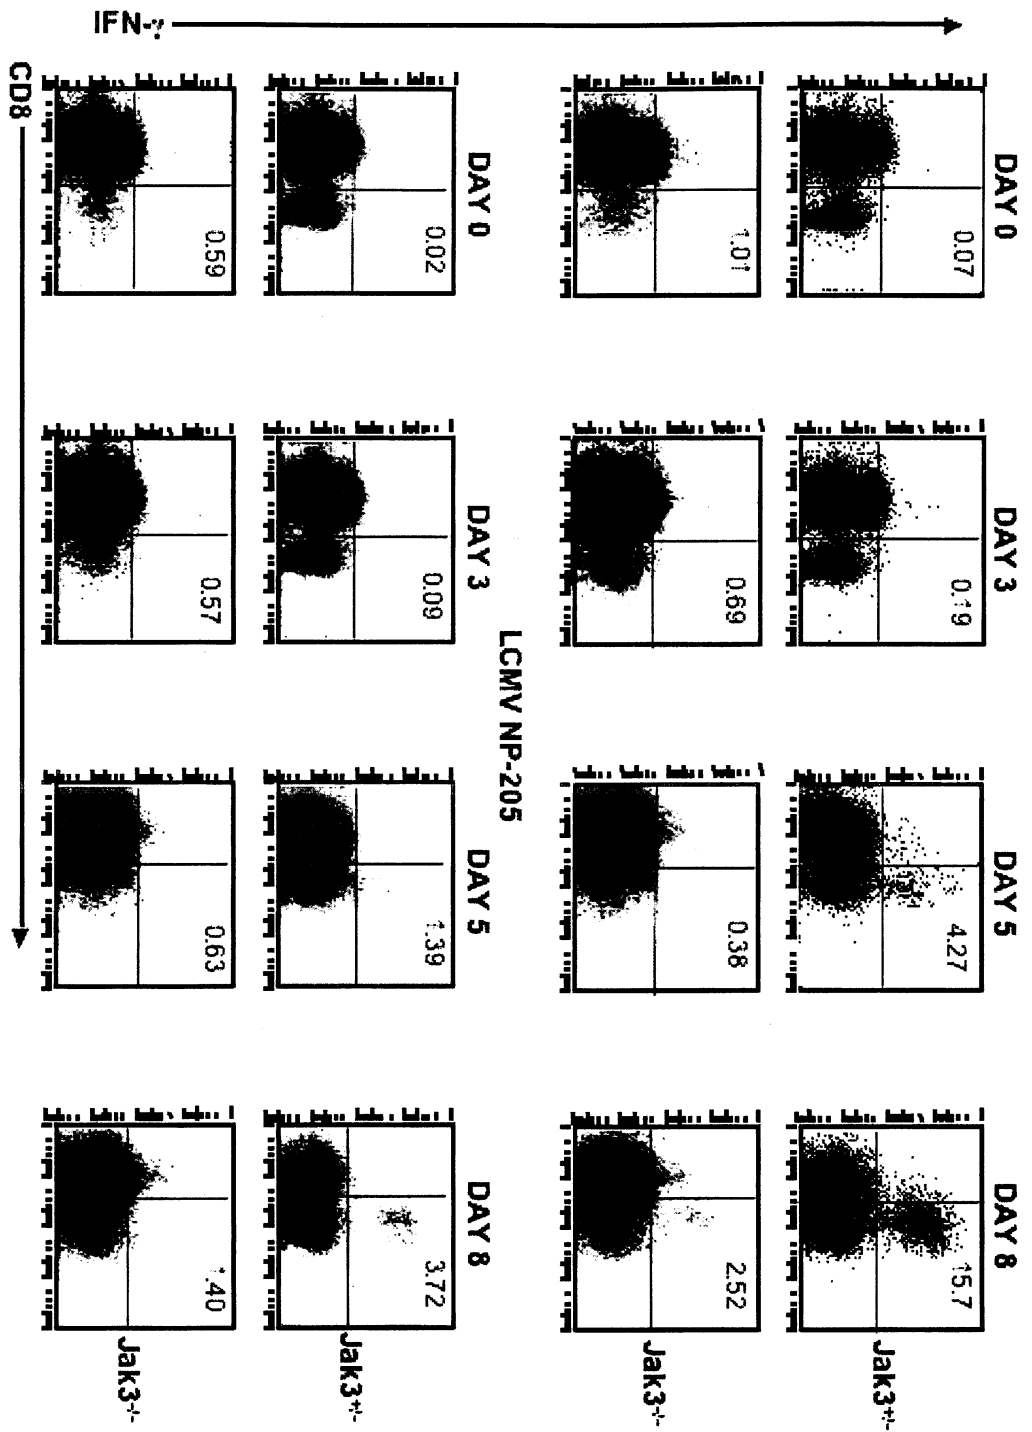 DAY 0 DAY 3 DAY 5 DAY 8
0.07 0.19 4.27 15.7 Jak3+/-
1.01 0.69 0.38 2.52 Jak3-/-
LCMV NP-205
DAY 0 DAY 3 DAY 5 DAY 8
0.02 0.09 1.39 3.72 Jak3+/-
0.59 0.57 0.63 1.40 Jak3-/-
IFN-γ
CD8